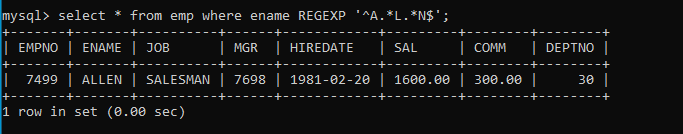 mysql> select * from emp where ename REGEXP '^A.*L.*N$';
+-------+-------+----------+------+------------+---------+--------+--------+
| EMPNO | ENAME | JOB      | MGR  | HIREDATE   | SAL     | COMM   | DEPTNO |
+-------+-------+----------+------+------------+---------+--------+--------+
|  7499 | ALLEN | SALESMAN | 7698 | 1981-02-20 | 1600.00 | 300.00 |     30 |
+-------+-------+----------+------+------------+---------+--------+--------+
1 row in set (0.00 sec)